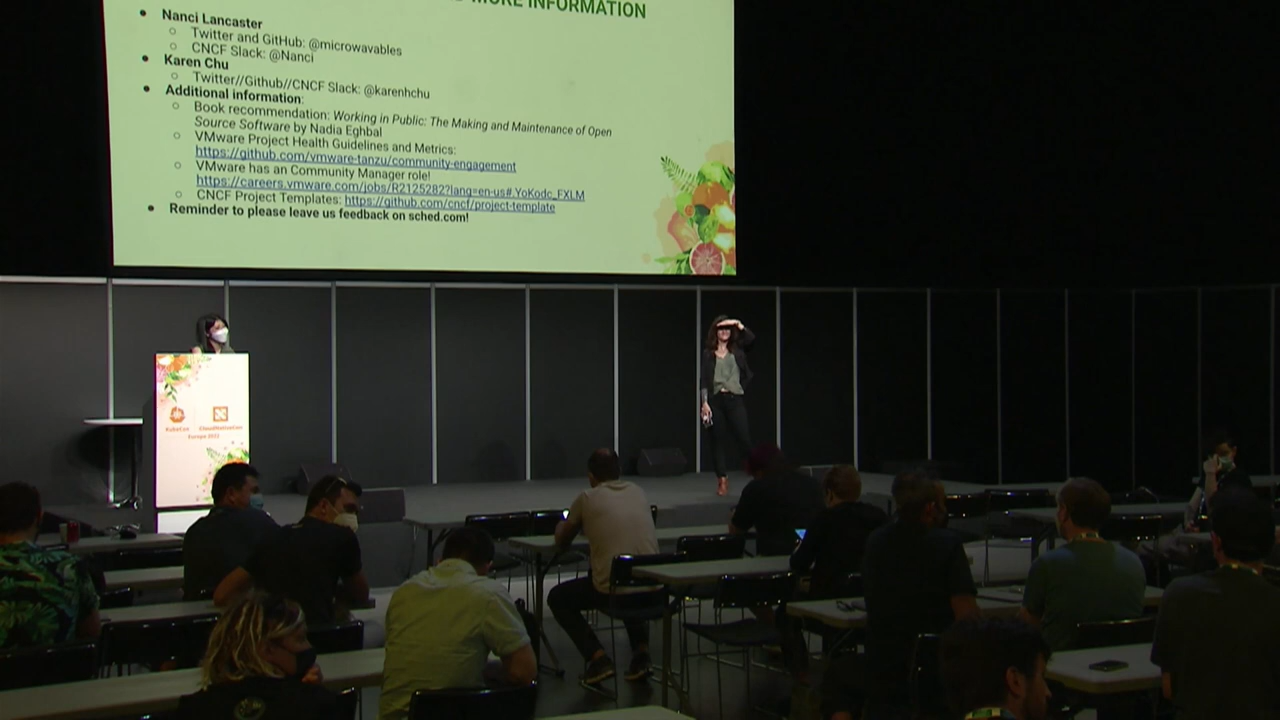 MORE INFORMATION
• Nanci Lancaster
○ Twitter and GitHub: @microwavables
○ CNCF Slack: @Nanci
• Karen Chu
○ Twitter//Github//CNCF Slack: @karenhchu
• Additional information:
○ Book recommendation: Working in Public: The Making and Maintenance of Open
Source Software by Nadia Eghbal
○ VMware Project Health Guidelines and Metrics:
https://github.com/vmware-tanzu/community-engagement
○ VMware has an Community Manager role!
https://careers.vmware.com/jobs/R2125282?lang=en-us#.YoKodc_FXLM
○ CNCF Project Templates: https://github.com/cncf/project-template
• Reminder to please leave us feedback on sched.com!
KubeCon CloudNativeCon
Europe 2022